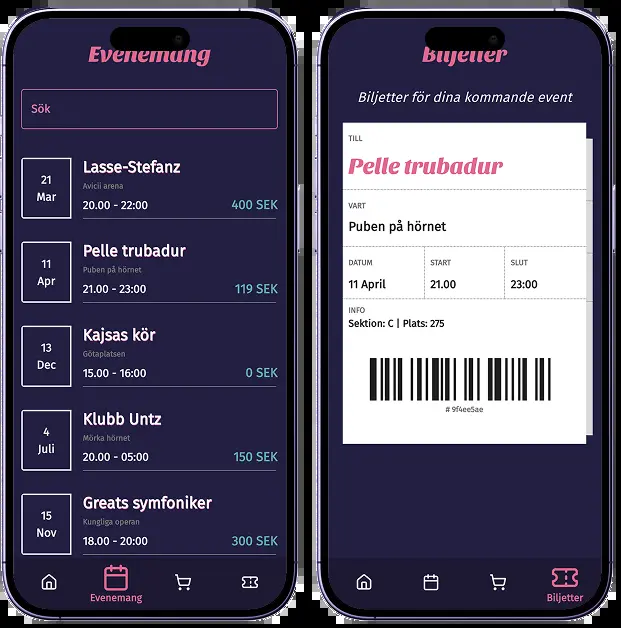 Evenemang
Sök
21
Mar
Lasse-Stefanz
Avicii arena
20.00 - 22:00
400 SEK
11
Apr
Pelle trubadur
Puben på hörnet
21.00 - 23:00
119 SEK
13
Dec
Kajsas kör
Götaplatsen
15.00 - 16:00
0 SEK
4
Juli
Klubb Untz
Mörka hörnet
20.00 - 05:00
150 SEK
15
Nov
Greats symfoniker
Kungliga operan
18.00 - 20:00
300 SEK
Evenemang
Biljetter
Biljetter för dina kommande event
TILL
Pelle trubadur
VART
Puben på hörnet
DATUM
START
SLUT
11 April
21.00
23:00
INFO
Sektion: C | Plats: 275
# 9f4ee5ae
Biljetter